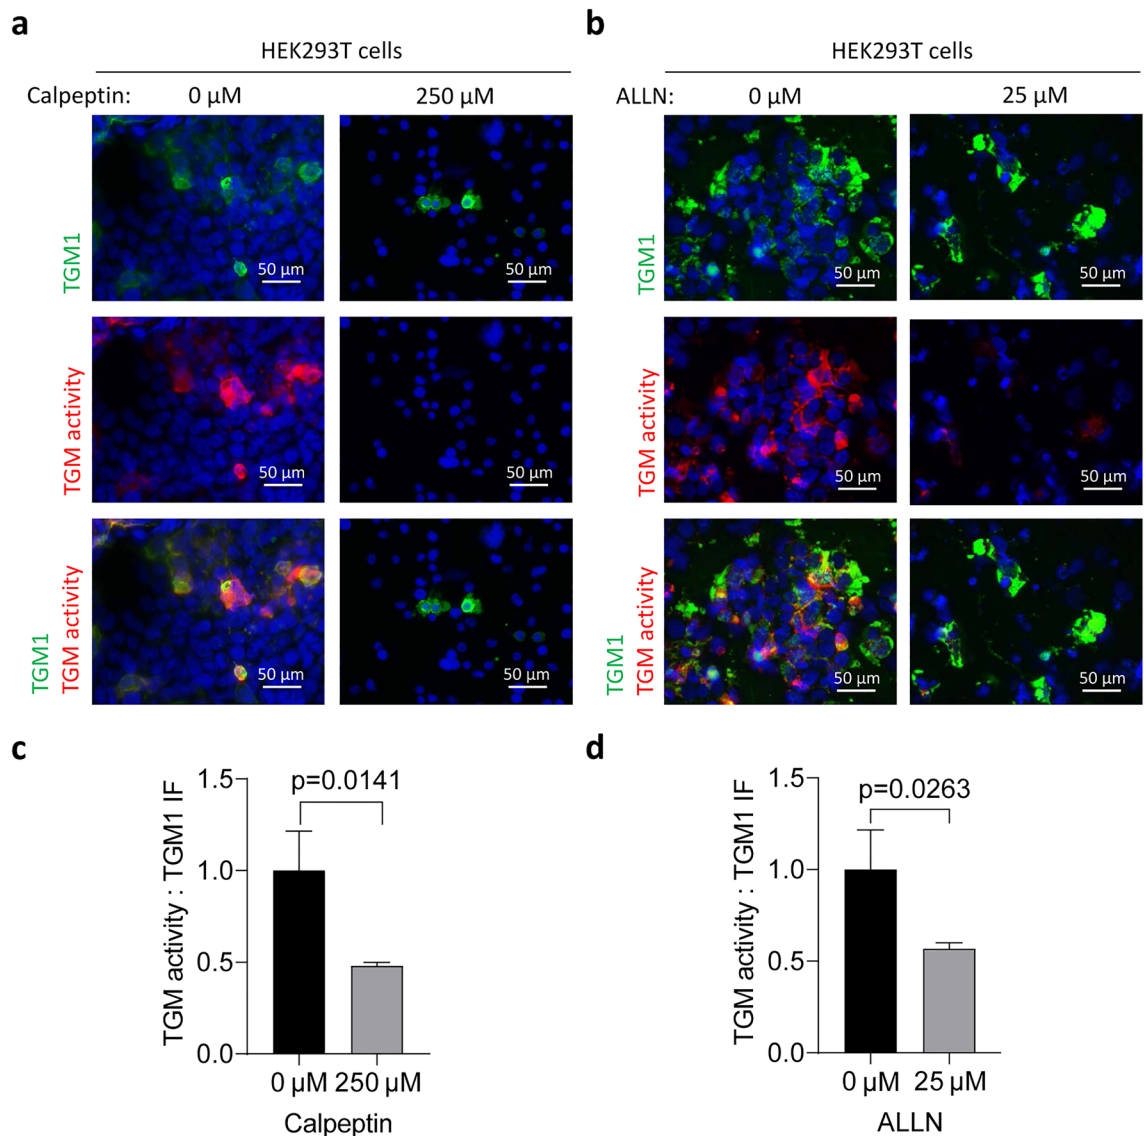 a
HEK293T cells
Calpeptin: 0 µM 250 µM
TGM1
50 µm
50 µm
TGM activity
50 µm
50 µm
TGM1
TGM activity
50 µm
50 µm
b
HEK293T cells
ALLN: 0 µM 25 µM
TGM1
50 µm
50 µm
TGM activity
50 µm
50 µm
TGM1
TGM activity
50 µm
50 µm
c
TGM activity : TGM1 IF
1.5
1.0
0.5
0.0
p=0.0141
0 µM 250 µM
Calpeptin
d
TGM activity : TGM1 IF
1.5
1.0
0.5
0.0
p=0.0263
0 µM 25 µM
ALLN